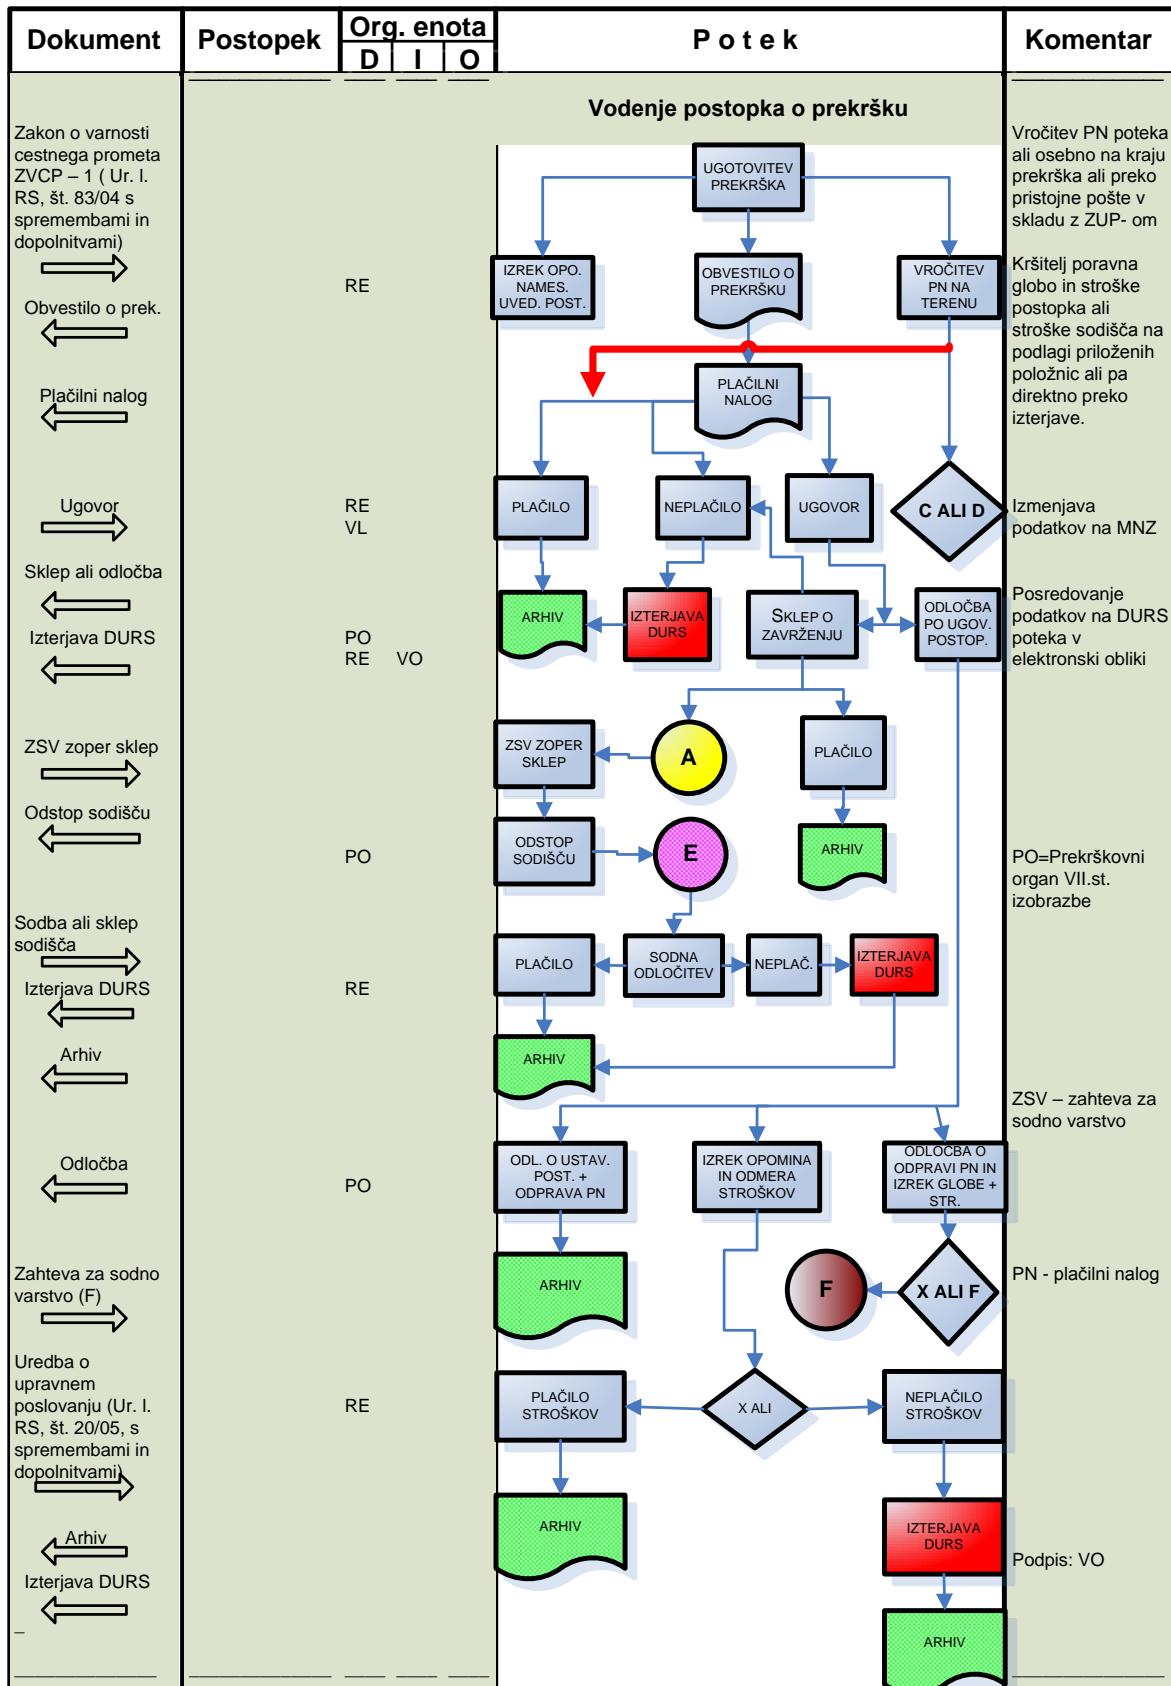 Dokument
Postopek
Org. enota
D I O
P o t e k
Komentar
Vodenje postopka o prekršku
Zakon o varnosti
cestnega prometa
ZVCP – 1 ( Ur. l.
RS, št. 83/04 s
spremembami in
dopolnitvami)
Obvestilo o prek.
Plačilni nalog
Ugovor
Sklep ali odločba
Izterjava DURS
ZSV zoper sklep
Odstop sodišču
Sodba ali sklep
sodišča
Izterjava DURS
Arhiv
Odločba
Zahteva za sodno
varstvo (F)
Uredba o
upravnem
poslovanju (Ur. l.
RS, št. 20/05, s
spremembami in
dopolnitvami)
Arhiv
Izterjava DURS
RE
RE
VL
PO
RE VO
PO
RE
PO
RE
UGOTOVITEV
PREKRŠKA
IZREK OPO.
NAMES.
UVED. POST.
OBVESTILO O
PREKRŠKU
VROČITEV
PN NA
TERENU
PLAČILNI
NALOG
PLAČILO
NEPLAČILO
UGOVOR
C ALI D
ARHIV
IZTERJAVA
DURS
SKLEP O
ZAVRŽENJU
ODLOČBA
PO UGOV.
POSTOP.
ZSV ZOPER
SKLEP
A
PLAČILO
ODSTOP
SODIŠČU
E
ARHIV
PLAČILO
SODNA
ODLOČITEV
NEPLAČ.
IZTERJAVA
DURS
ARHIV
ODL. O USTAV.
POST. +
ODPRAVA PN
IZREK OPOMINA
IN ODMERA
STROŠKOV
ODLOČBA O
ODPRAVI PN IN
IZREK GLOBE +
STR.
ARHIV
F
X ALI F
PLAČILO
STROŠKOV
X ALI
NEPLAČILO
STROŠKOV
ARHIV
IZTERJAVA
DURS
ARHIV
Vročitev PN poteka
ali osebno na kraju
prekrška ali preko
pristojne pošte v
skladu z ZUP- om
Kršitelj poravna
globo in stroške
postopka ali
stroške sodišča na
podlagi priloženih
položnic ali pa
direktno preko
izterjave.
Izmenjava
podatkov na MNZ
Posredovanje
podatkov na DURS
poteka v
elektronski obliki
PO=Prekrškovni
organ VII.st.
izobrazbe
ZSV – zahteva za
sodno varstvo
PN - plačilni nalog
Podpis: VO